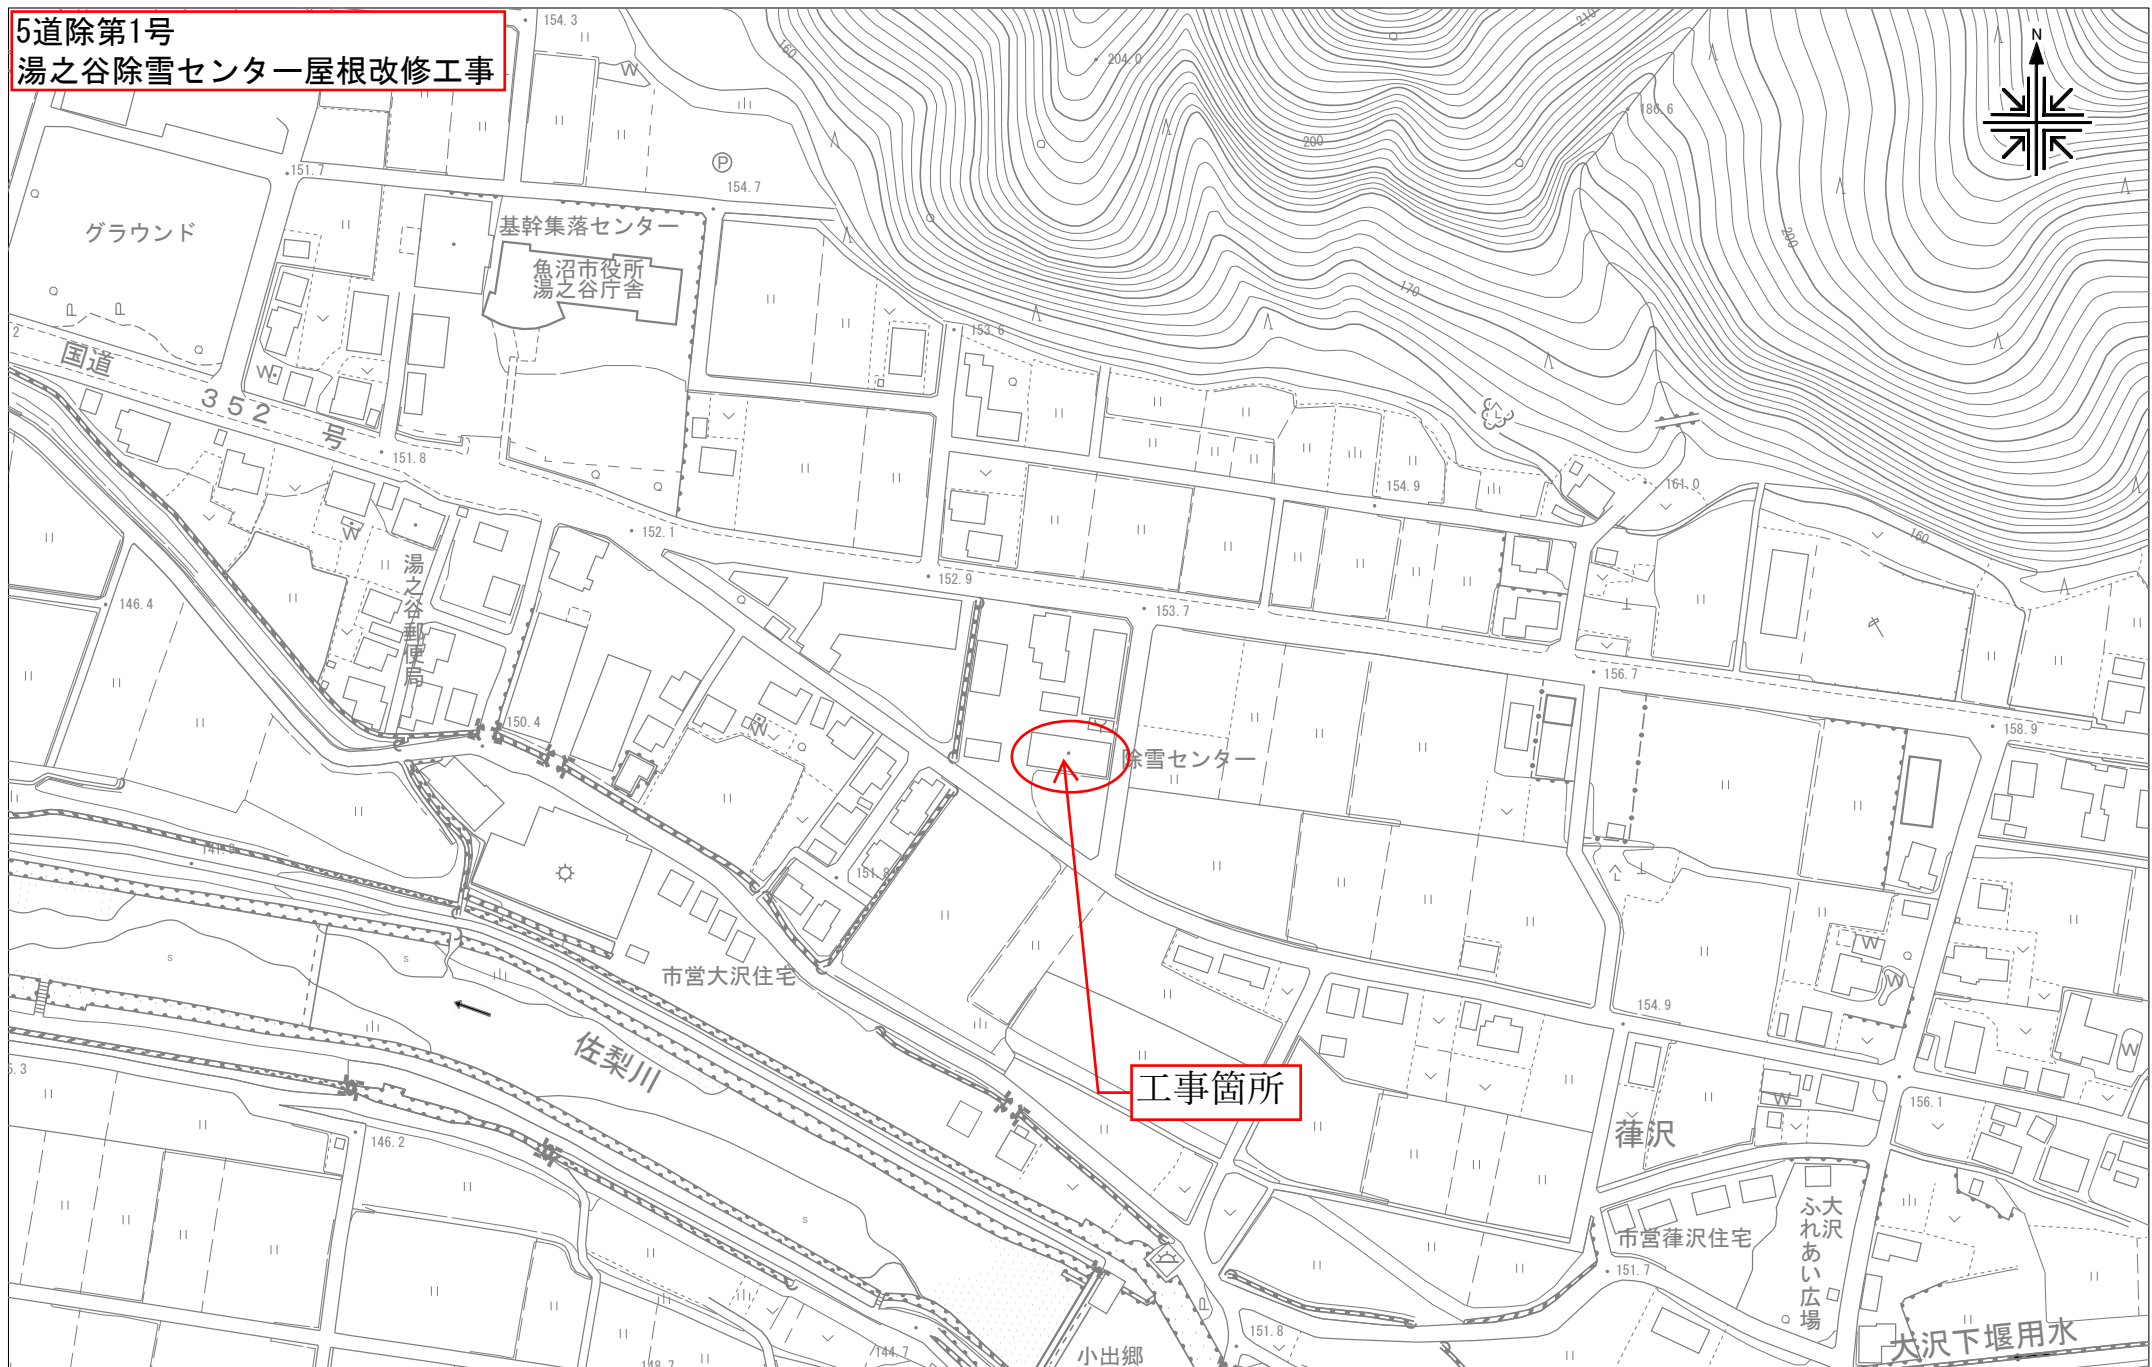 5道除第1号
湯之谷除雪センター屋根改修工事
154.3
160
204.0
210
186.6
N
200
W
P
151.7
154.7
グラウンド
基幹集落センター
魚沼市役所
湯之谷庁舎
200
170
153.6
国道
352
号
W
151.8
154.9
161.0
152.1
W
160
湯之谷郵便局
152.9
153.7
146.4
156.7
150.4
W
158.9
除雪センター
141.9
151.8
市営大沢住宅
W
W
154.9
佐梨川
W
工事箇所
W
156.1
146.2
葎沢
大沢
ふれあい広場
市営葎沢住宅
151.7
151.8
大沢下堰用水
144.7
小出郷
148.7